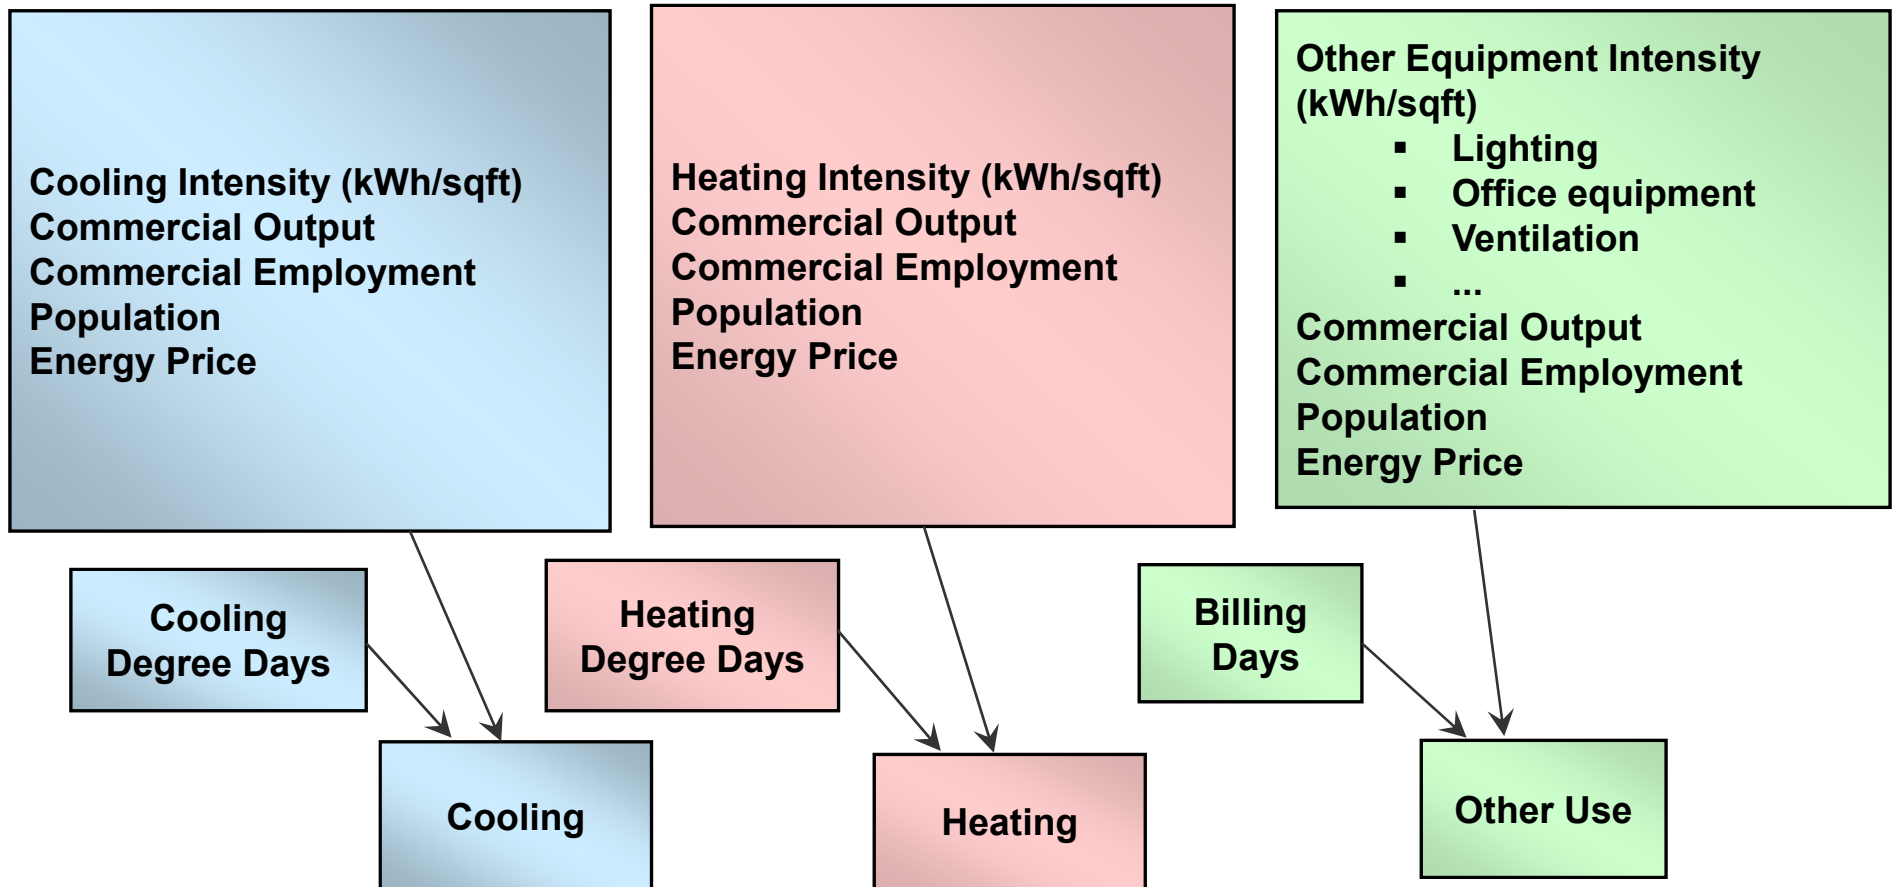 Cooling Intensity (kWh/sqft)
Commercial Output
Commercial Employment
Population
Energy Price
Heating Intensity (kWh/sqft)
Commercial Output
Commercial Employment
Population
Energy Price
Other Equipment Intensity
(kWh/sqft)
▪ Lighting
▪ Office equipment
▪ Ventilation
▪ ...
Commercial Output
Commercial Employment
Population
Energy Price
Cooling
Degree Days
Heating
Degree Days
Billing
Days
Cooling
Heating
Other Use